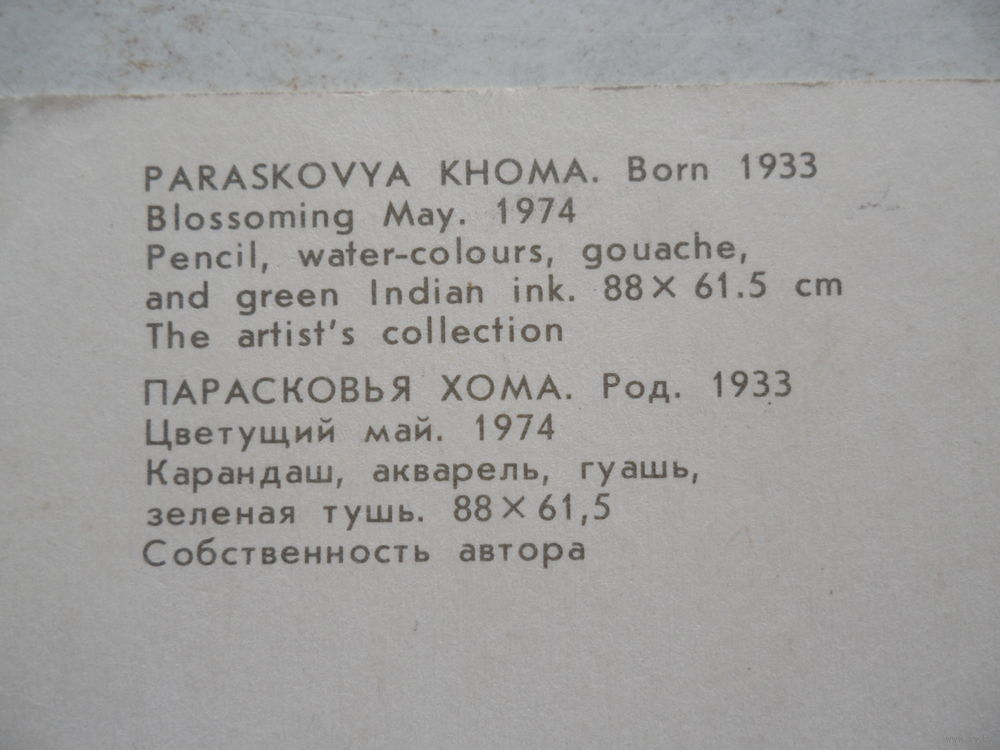 PARASKOVYA KHOMA. Born 1933
Blossoming May. 1974
Pencil, water-colours, gouache,
and green Indian ink. 88×61.5 cm
The artist's collection
ПАРАСКОВЬЯ ХОМА. Род. 1933
Цветущий май. 1974
Карандаш, акварель, гуашь,
зеленая тушь. 88×61,5
Собственность автора